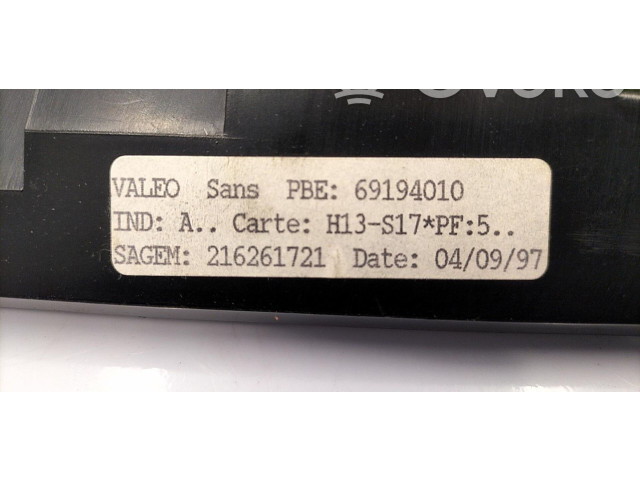 VALEO Sans PBE: 69194010
IND: A.. Carte: H13-S17*PF:5..
SAGEM: 216261721 Date: 04/09/97